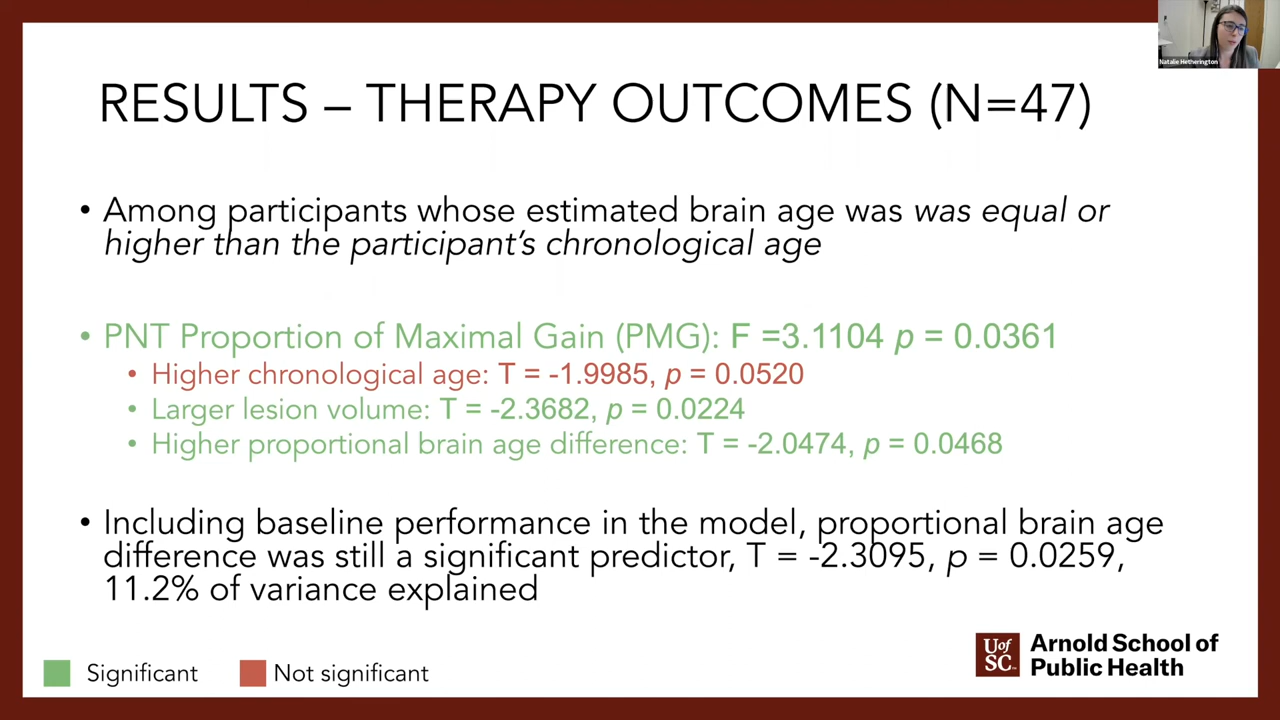 Natalie Hetherington
RESULTS – THERAPY OUTCOMES (N=47)
• Among participants whose estimated brain age was was equal or
higher than the participant's chronological age
• PNT Proportion of Maximal Gain (PMG): F =3.1104 p = 0.0361
• Higher chronological age: T = -1.9985, p = 0.0520
• Larger lesion volume: T = -2.3682, p = 0.0224
• Higher proportional brain age difference: T = -2.0474, p = 0.0468
• Including baseline performance in the model, proportional brain age
difference was still a significant predictor, T = -2.3095, p = 0.0259,
11.2% of variance explained
Significant
Not significant
UofSC
Arnold School of
Public Health